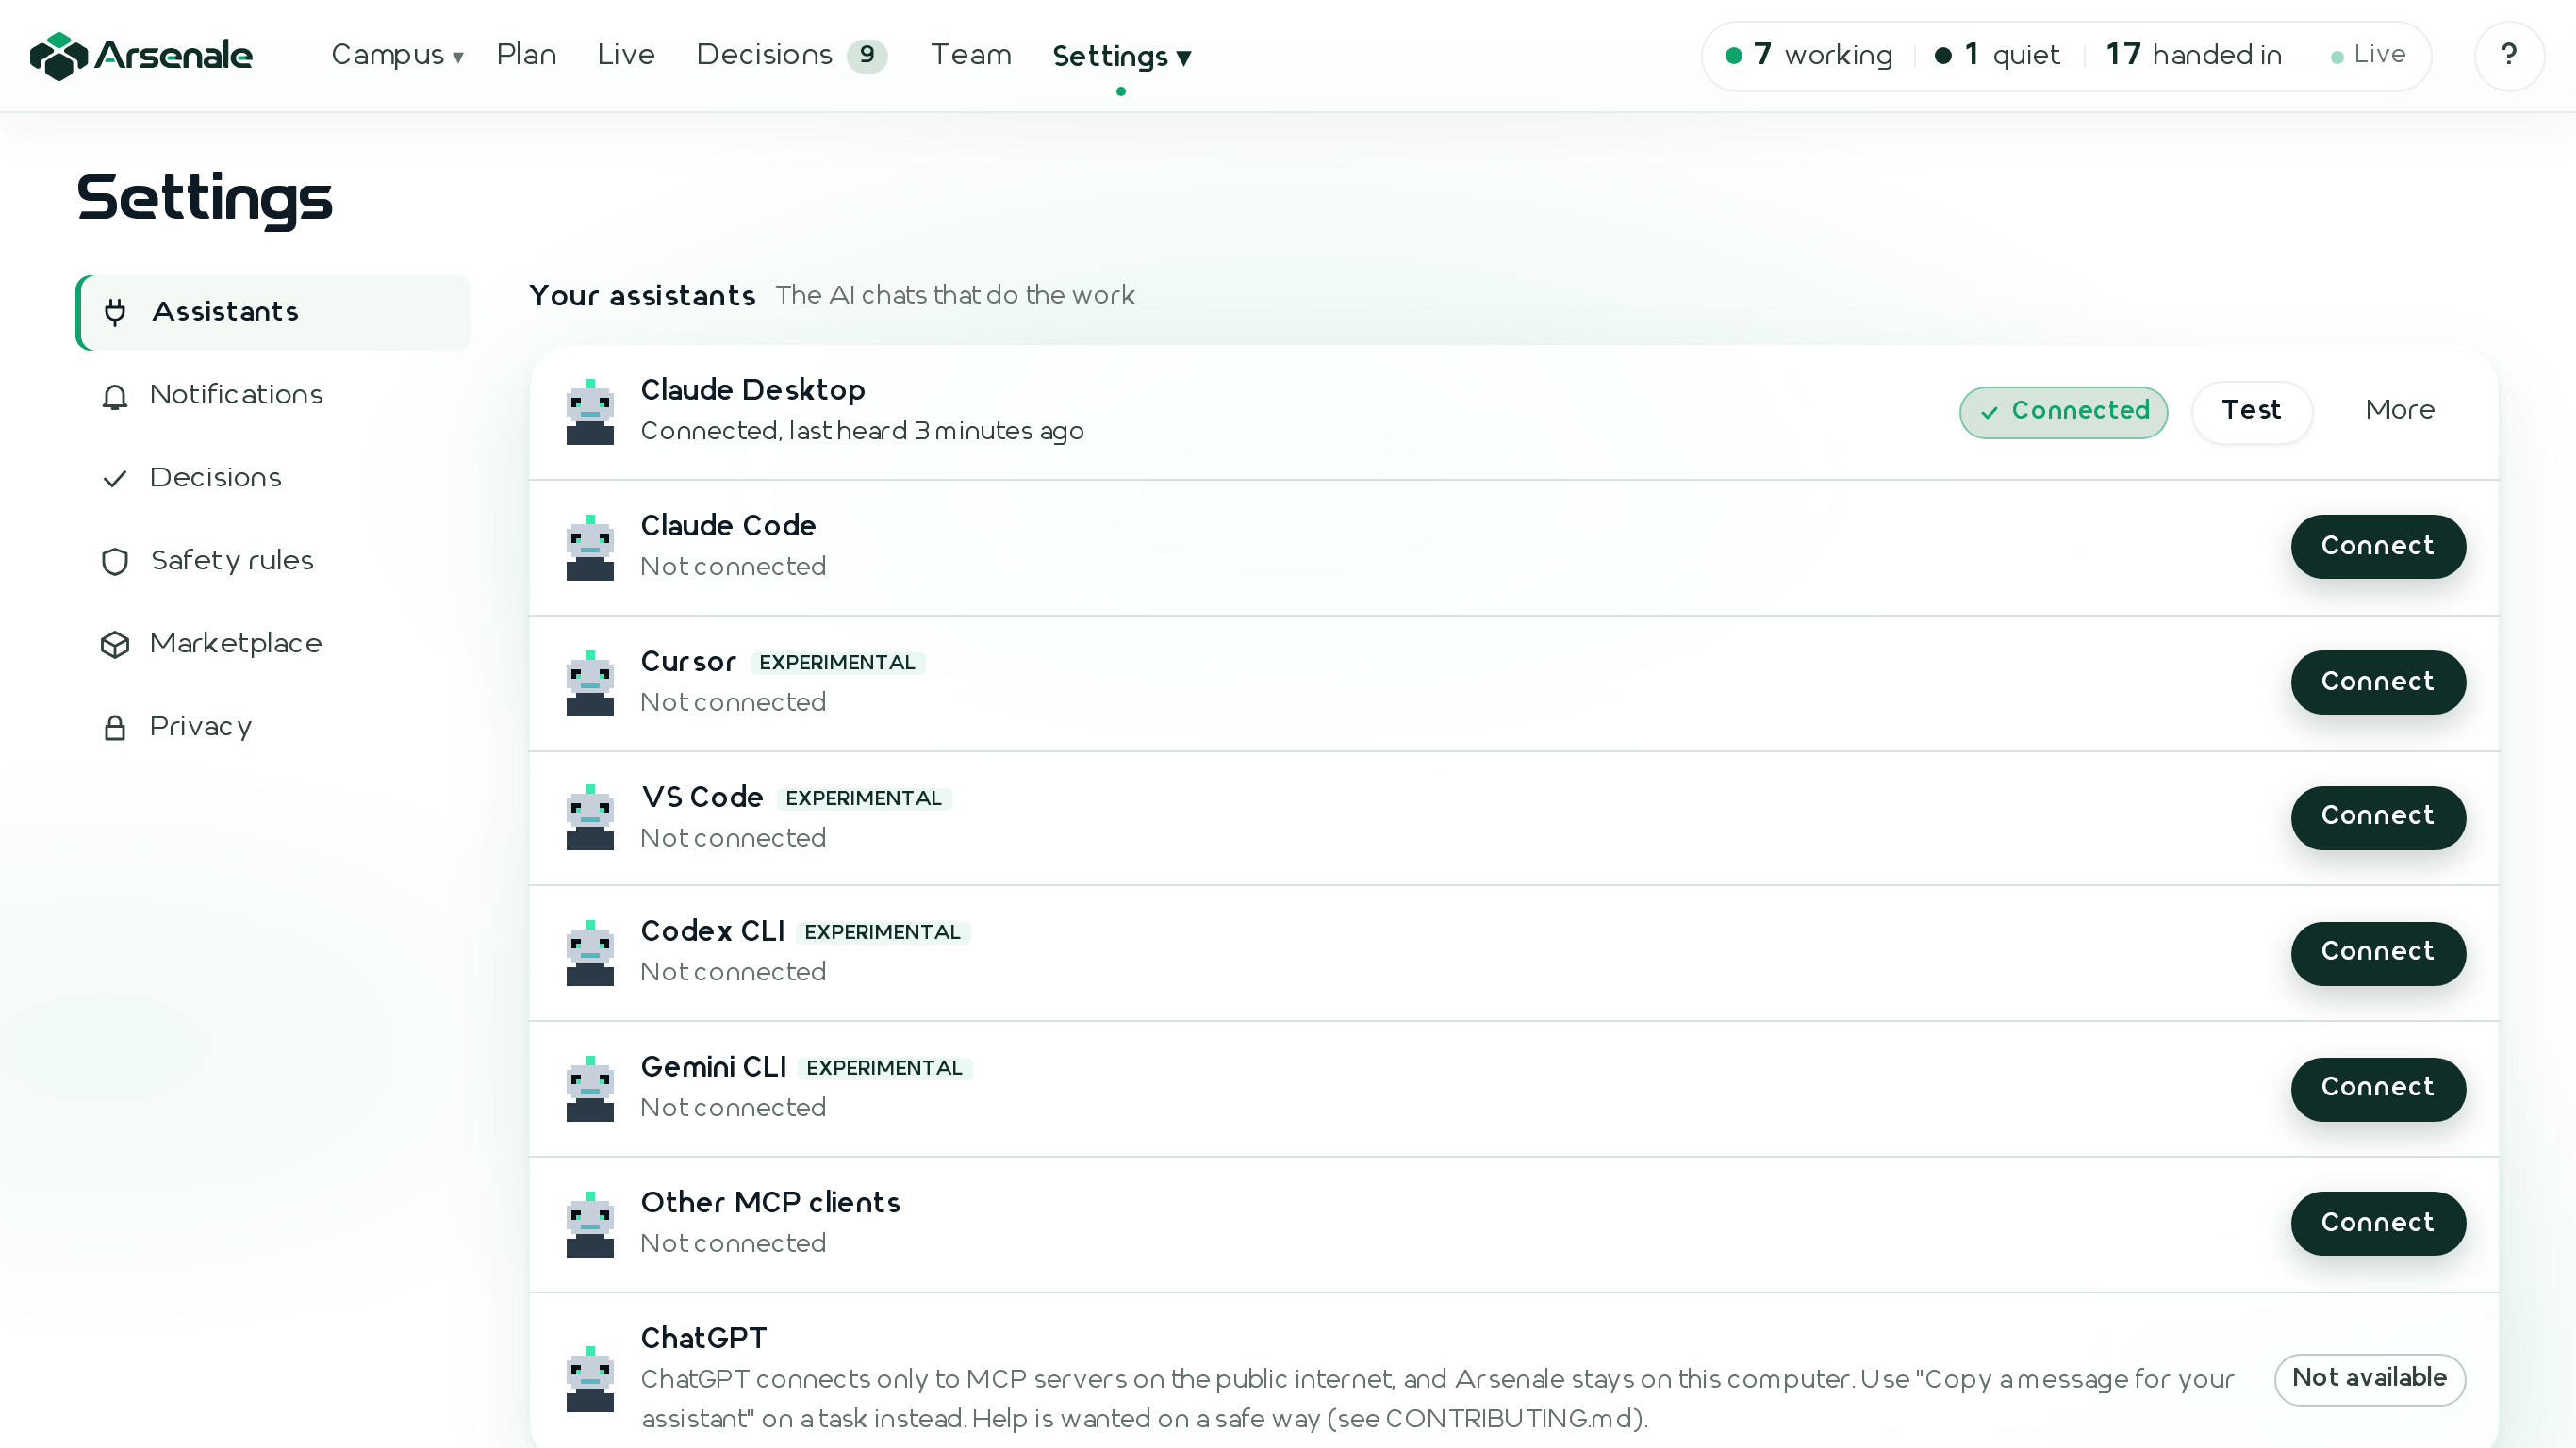 Arsenale
Campus ▾ Plan Live Decisions 9 Team Settings ▾
7 working 1 quiet 17 handed in Live ?
Settings
Assistants
Notifications
Decisions
Safety rules
Marketplace
Privacy
Your assistants The AI chats that do the work
Claude Desktop
Connected, last heard 3 minutes ago
✓ Connected Test More
Claude Code
Not connected
Connect
Cursor EXPERIMENTAL
Not connected
Connect
VS Code EXPERIMENTAL
Not connected
Connect
Codex CLI EXPERIMENTAL
Not connected
Connect
Gemini CLI EXPERIMENTAL
Not connected
Connect
Other MCP clients
Not connected
Connect
ChatGPT
ChatGPT connects only to MCP servers on the public internet, and Arsenale stays on this computer. Use "Copy a message for your
assistant" on a task instead. Help is wanted on a safe way (see CONTRIBUTING.md).
Not available